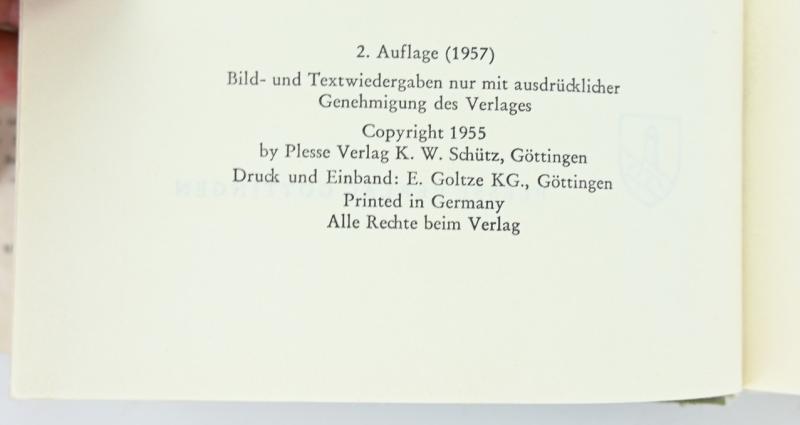 2. Auflage (1957)
Bild- und Textwiedergaben nur mit ausdrücklicher
Genehmigung des Verlages
Copyright 1955
by Plesse Verlag K. W. Schütz, Göttingen
Druck und Einband: E. Goltze KG., Göttingen
Printed in Germany
Alle Rechte beim Verlag